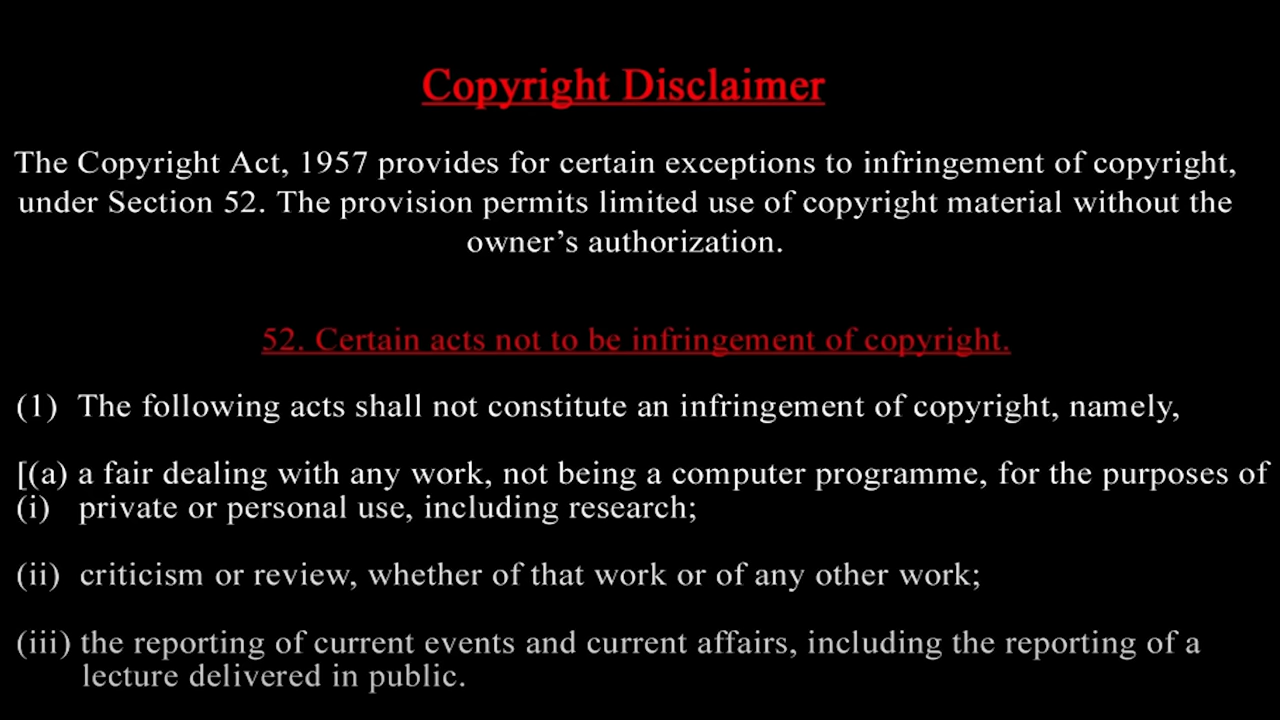 Copyright Disclaimer
The Copyright Act, 1957 provides for certain exceptions to infringement of copyright,
under Section 52. The provision permits limited use of copyright material without the
owner’s authorization.
52. Certain acts not to be infringement of copyright.
(1) The following acts shall not constitute an infringement of copyright, namely,
[(a) a fair dealing with any work, not being a computer programme, for the purposes of
(i) private or personal use, including research;
(ii) criticism or review, whether of that work or of any other work;
(iii) the reporting of current events and current affairs, including the reporting of a
lecture delivered in public.